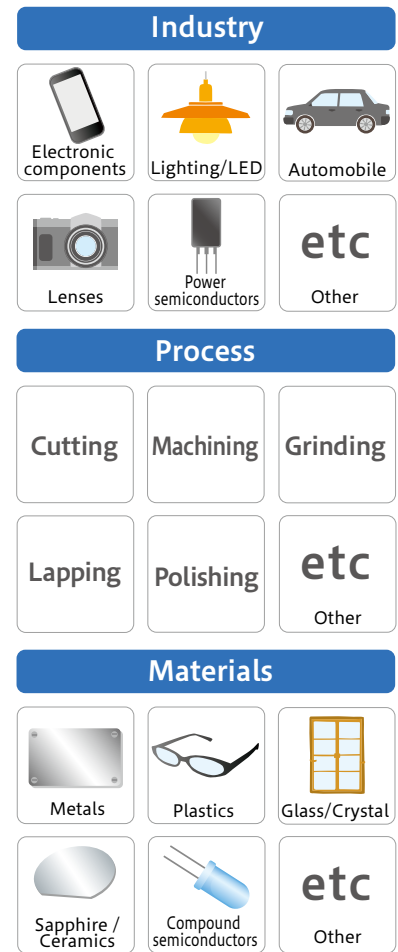 Industry
Electronic
components
Lighting/LED
Automobile
Lenses
Power
semiconductors
etc
Other
Process
Cutting
Machining
Grinding
Lapping
Polishing
etc
Other
Materials
Metals
Plastics
Glass/Crystal
Sapphire /
Ceramics
Compound
semiconductors
etc
Other